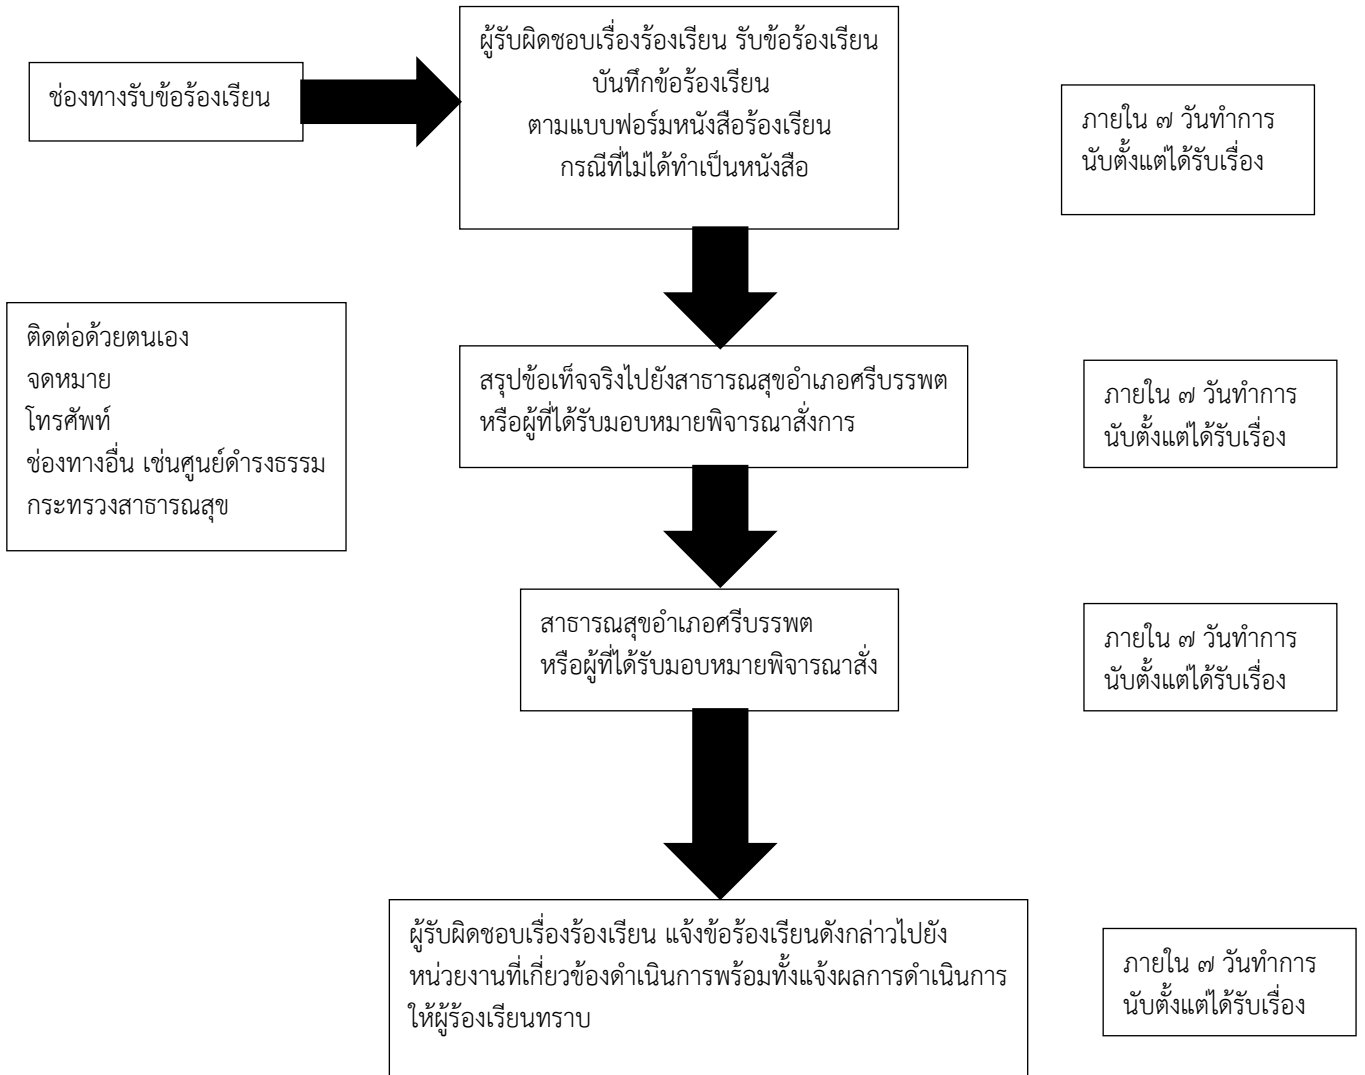 ช่องทางรับข้อร้องเรียน
ผู้รับผิดชอบเรื่องร้องเรียน รับข้อร้องเรียน
บันทึกข้อร้องเรียน
ตามแบบฟอร์มหนังสือร้องเรียน
กรณีที่ไม่ได้ทำเป็นหนังสือ
ภายใน ๗ วันทำการ
นับตั้งแต่ได้รับเรื่อง
ติดต่อด้วยตนเอง
จดหมาย
โทรศัพท์
ช่องทางอื่น เช่นศูนย์ดำรงธรรม
กระทรวงสาธารณสุข
สรุปข้อเท็จจริงไปยังสาธารณสุขอำเภอศรีบรรพต
หรือผู้ที่ได้รับมอบหมายพิจารณาสั่งการ
ภายใน ๗ วันทำการ
นับตั้งแต่ได้รับเรื่อง
สาธารณสุขอำเภอศรีบรรพต
หรือผู้ที่ได้รับมอบหมายพิจารณาสั่ง
ภายใน ๗ วันทำการ
นับตั้งแต่ได้รับเรื่อง
ผู้รับผิดชอบเรื่องร้องเรียน แจ้งข้อร้องเรียนดังกล่าวไปยัง
หน่วยงานที่เกี่ยวข้องดำเนินการพร้อมทั้งแจ้งผลการดำเนินการ
ให้ผู้ร้องเรียนทราบ
ภายใน ๗ วันทำการ
นับตั้งแต่ได้รับเรื่อง